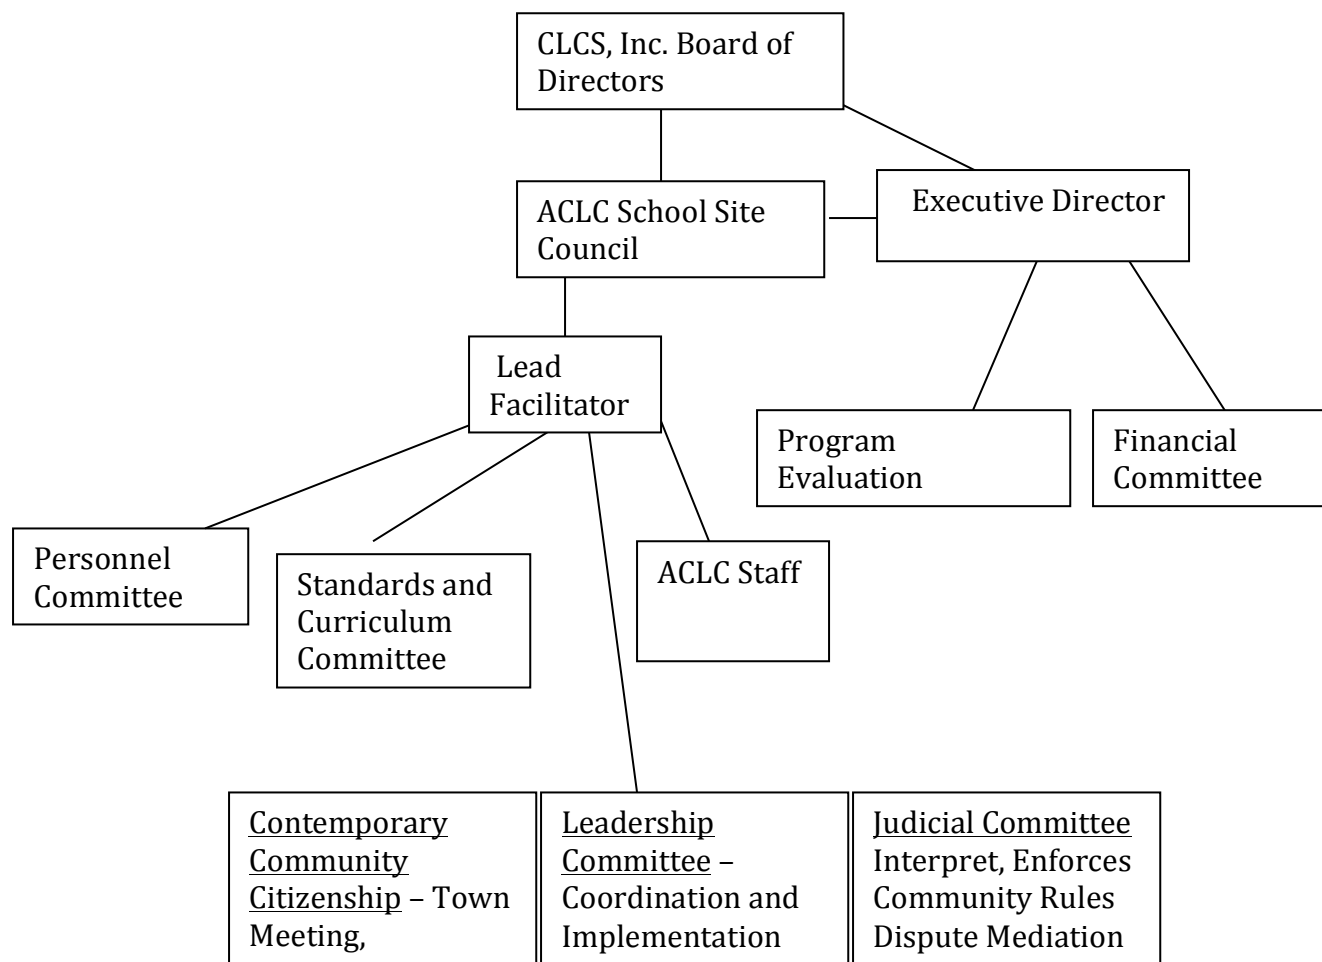 CLCS, Inc. Board of
Directors
ACLC School Site
Council
Executive Director
Lead
Facilitator
Program
Evaluation
Financial
Committee
Personnel
Committee
Standards and
Curriculum
Committee
ACLC Staff
Contemporary
Community
Citizenship – Town
Meeting,
Leadership
Committee –
Coordination and
Implementation
Judicial Committee
Interpret, Enforces
Community Rules
Dispute Mediation